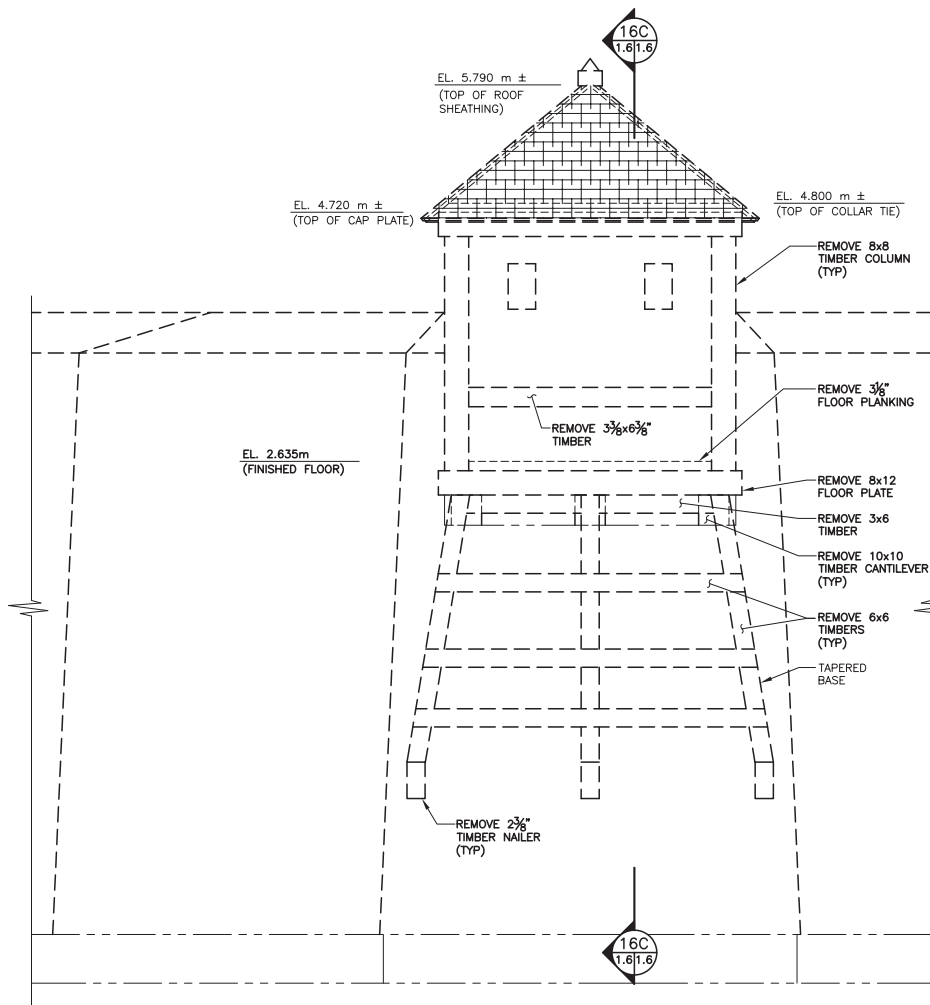 16C
1.6 1.6
EL. 5.790 m ±
(TOP OF ROOF
SHEATHING)
EL. 4.720 m ±
(TOP OF CAP PLATE)
EL. 4.800 m ±
(TOP OF COLLAR TIE)
REMOVE 8x8
TIMBER COLUMN
(TYP)
REMOVE 3⅛"
FLOOR PLANKING
REMOVE 3⅜x6⅜"
TIMBER
EL. 2.635m
(FINISHED FLOOR)
REMOVE 8x12
FLOOR PLATE
REMOVE 3x6
TIMBER
REMOVE 10x10
TIMBER CANTILEVER
(TYP)
REMOVE 6x6
TIMBERS
(TYP)
TAPERED
BASE
REMOVE 2⅜"
TIMBER NAILER
(TYP)
16C
1.6 1.6